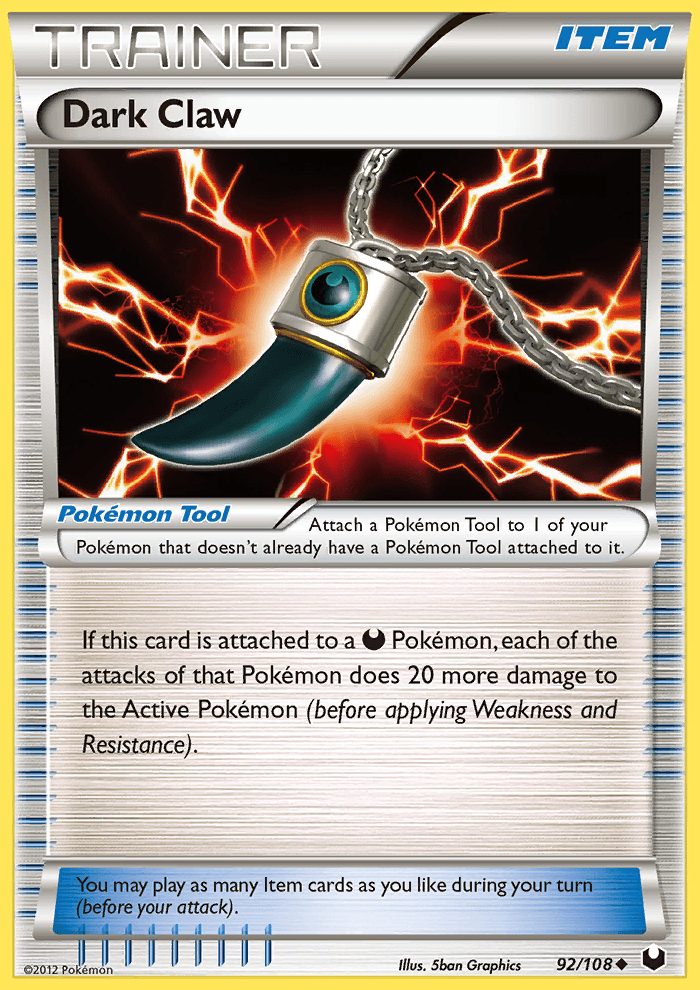 TRAINER
ITEM
Dark Claw
Pokémon Tool
Attach a Pokémon Tool to 1 of your
Pokémon that doesn't already have a Pokémon Tool attached to it.
If this card is attached to a Pokémon, each of the
attacks of that Pokémon does 20 more damage to
the Active Pokémon (before applying Weakness and
Resistance).
You may play as many Item cards as you like during your turn
(before your attack).
©2012 Pokémon
Illus. 5ban Graphics
92/108